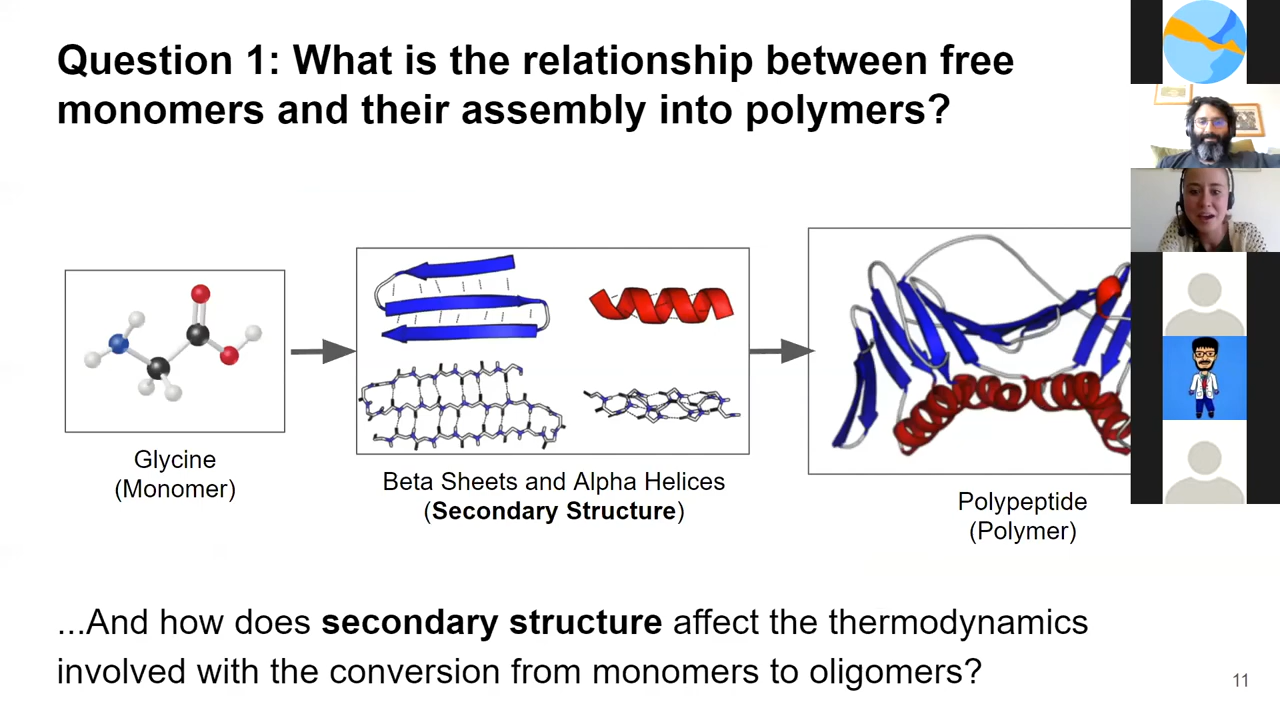 Question 1: What is the relationship between free
monomers and their assembly into polymers?
Glycine
(Monomer)
Beta Sheets and Alpha Helices
(Secondary Structure)
Polypeptide
(Polymer)
...And how does secondary structure affect the thermodynamics
involved with the conversion from monomers to oligomers?
11